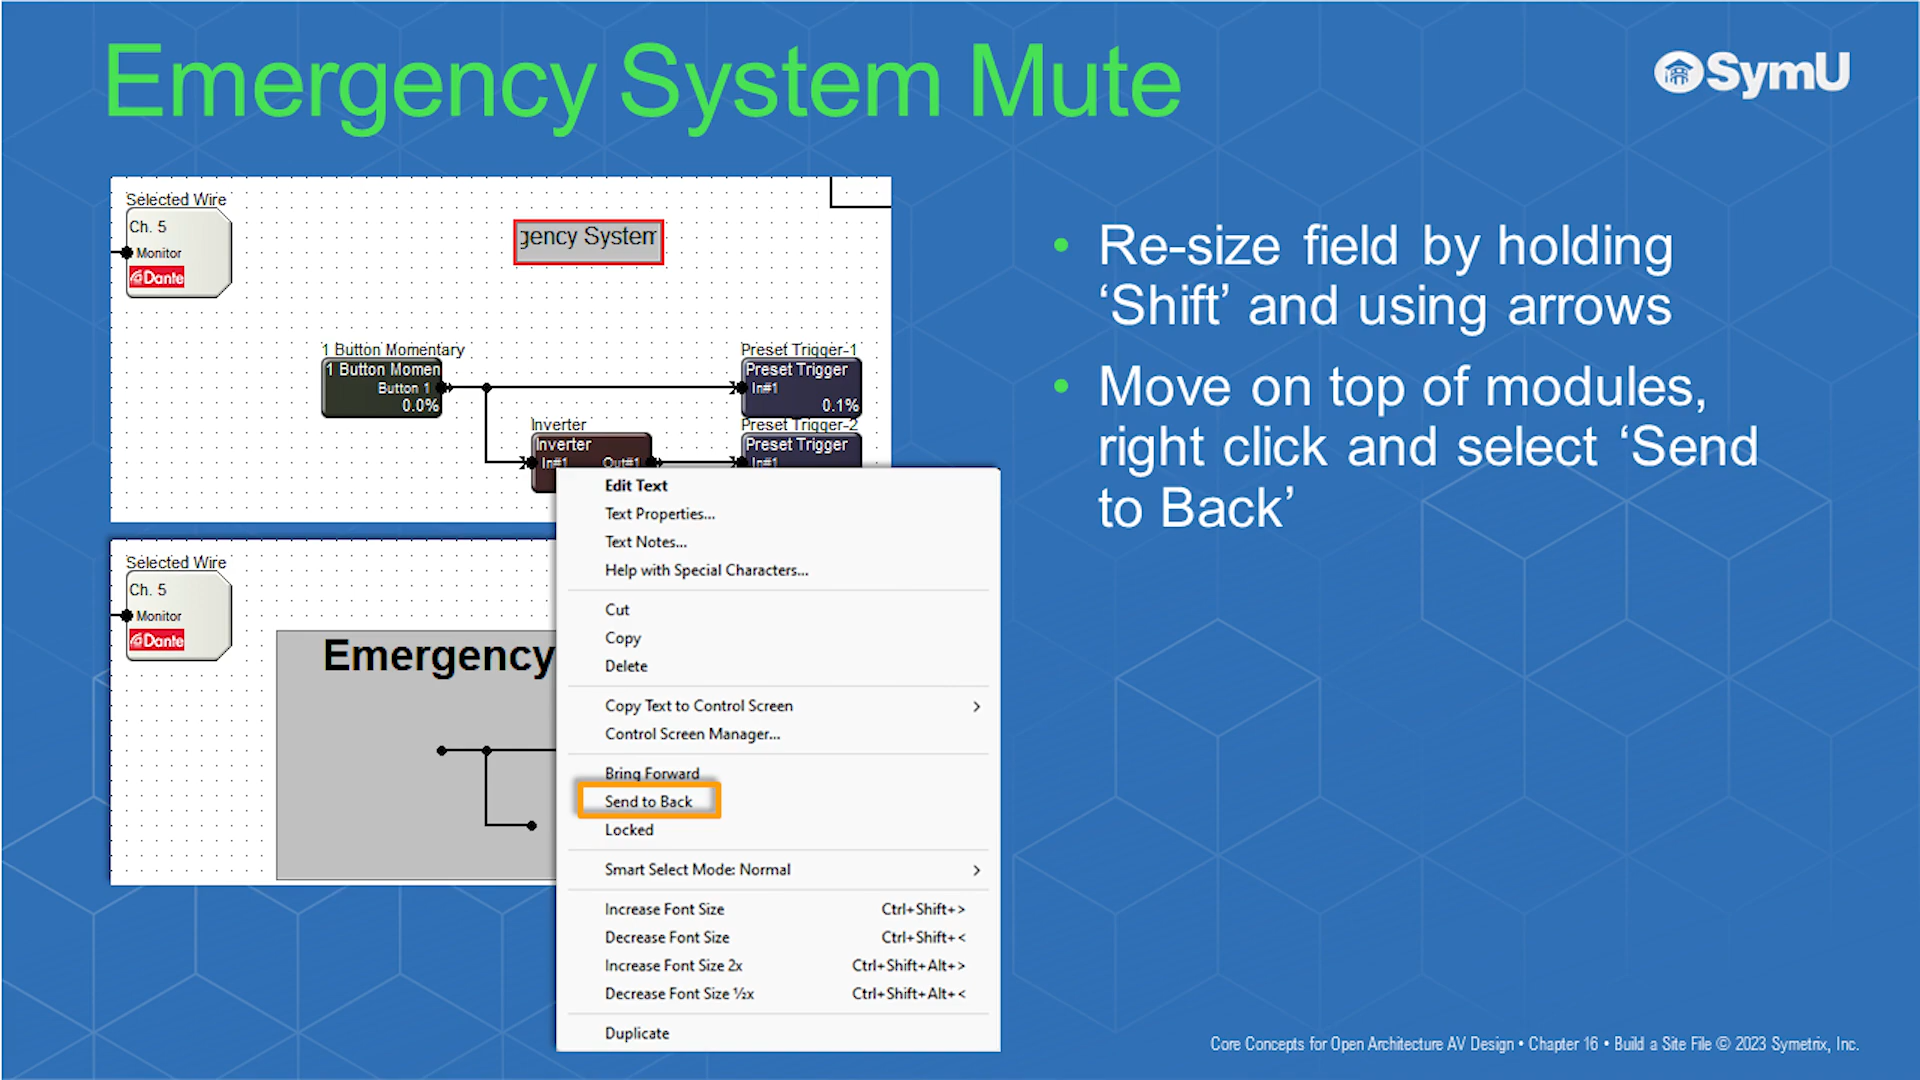 Emergency System Mute
SymU
Selected Wire
Ch. 5
Monitor
Dante
gency System
1 Button Momentary
1 Button Momen
Button 1
0.0%
Preset Trigger-1
Preset Trigger
In#1
0.1%
Inverter
Inverter
In#1 Out#1
Preset Trigger-2
Preset Trigger
In#1
Selected Wire
Ch. 5
Monitor
Dante
Emergency
Edit Text
Text Properties...
Text Notes...
Help with Special Characters...
Cut
Copy
Delete
Copy Text to Control Screen
Control Screen Manager...
Bring Forward
Send to Back
Locked
Smart Select Mode: Normal
Increase Font Size Ctrl+Shift+>
Decrease Font Size Ctrl+Shift+<
Increase Font Size 2x Ctrl+Shift+Alt+>
Decrease Font Size ½x Ctrl+Shift+Alt+<
Duplicate
• Re-size field by holding
‘Shift’ and using arrows
• Move on top of modules,
right click and select ‘Send
to Back’
Core Concepts for Open Architecture AV Design • Chapter 16 • Build a Site File © 2023 Symetrix, Inc.